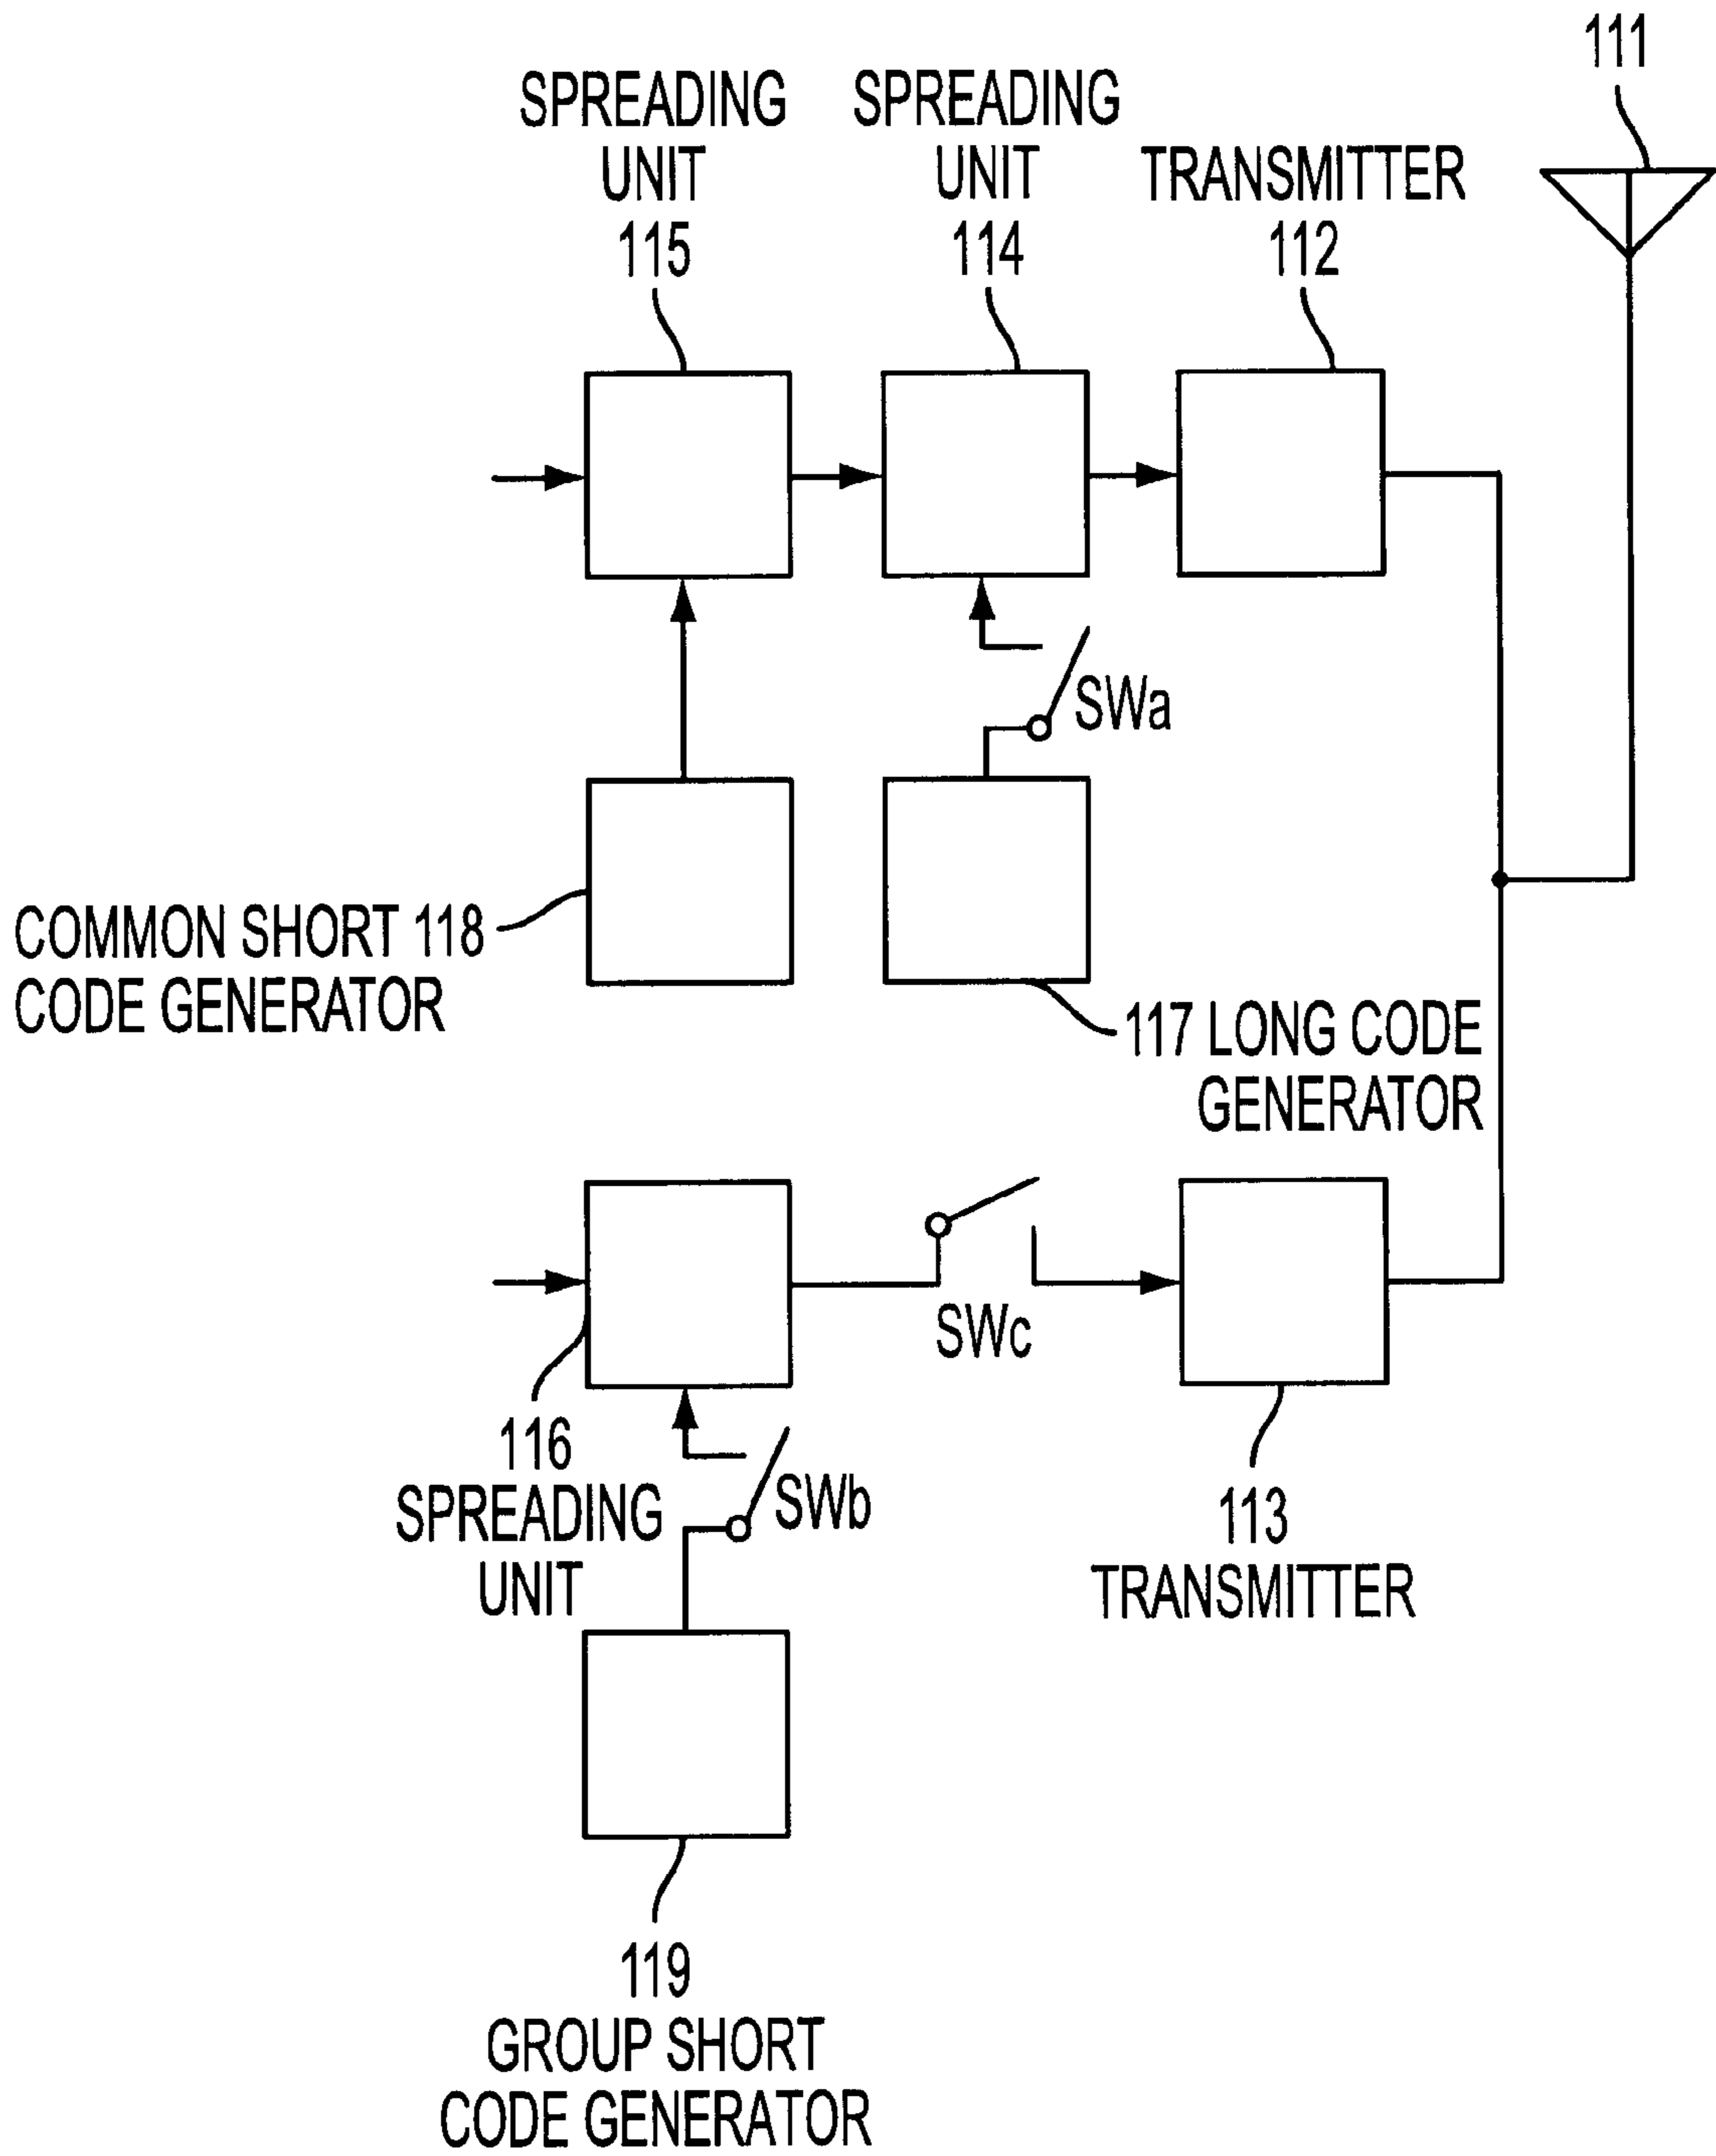 111
SPREADING
UNIT
115
SPREADING
UNIT
114
TRANSMITTER
112
SWa
COMMON SHORT 118
CODE GENERATOR
117 LONG CODE
GENERATOR
SWc
116
SPREADING
UNIT
SWb
113
TRANSMITTER
119
GROUP SHORT
CODE GENERATOR